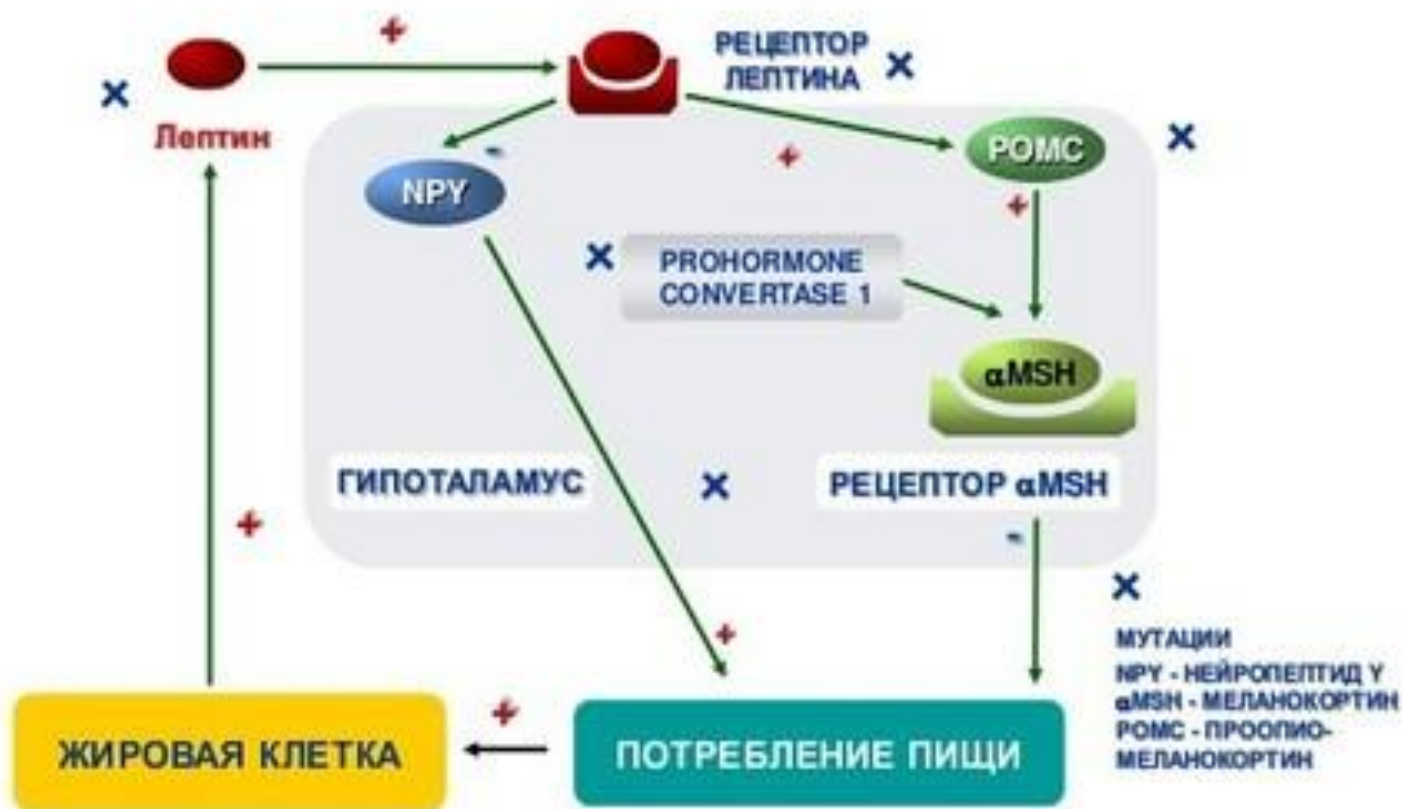 РЕЦЕПТОР
ЛЕПТИНА
Лептин
POMC
NPY
PROHORMONE
CONVERTASE 1
αMSH
ГИПОТАЛАМУС
РЕЦЕПТОР αMSH
МУТАЦИИ
NPY - НЕЙРОПЕПТИД Y
αMSH - МЕЛАНОКОРТИН
POMC - ПРООПИО-
МЕЛАНОКОРТИН
ЖИРОВАЯ КЛЕТКА
ПОТРЕБЛЕНИЕ ПИЩИ